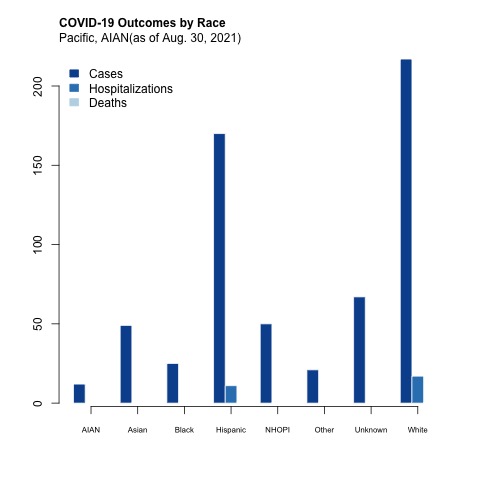 COVID-19 Outcomes by Race
Pacific, AIAN(as of Aug. 30, 2021)
Cases
Hospitalizations
Deaths
200
150
100
50
0
AIAN Asian Black Hispanic NHOPI Other Unknown White